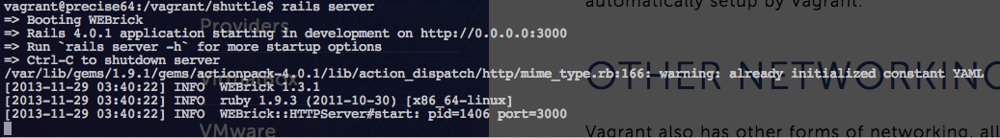 vagrant@precise64:/vagrant/shuttle$ rails server
=> Booting WEBrick
=> Rails 4.0.1 application starting in development on http://0.0.0.0:3000
=> Run `rails server -h` for more startup options
=> Ctrl-C to shutdown server
/var/lib/gems/1.9.1/gems/actionpack-4.0.1/lib/action_dispatch/http/mime_type.rb:166: warning: already initialized constant YAML
[2013-11-29 03:40:22] INFO  WEBrick 1.3.1
[2013-11-29 03:40:22] INFO  ruby 1.9.3 (2011-10-30) [x86_64-linux]
[2013-11-29 03:40:22] INFO  WEBrick::HTTPServer#start: pid=1406 port=3000
Providers
VirtualBox
VMware
automatically setup by Vagrant.
OTHER NETWORKING
Vagrant also has other forms of networking, all